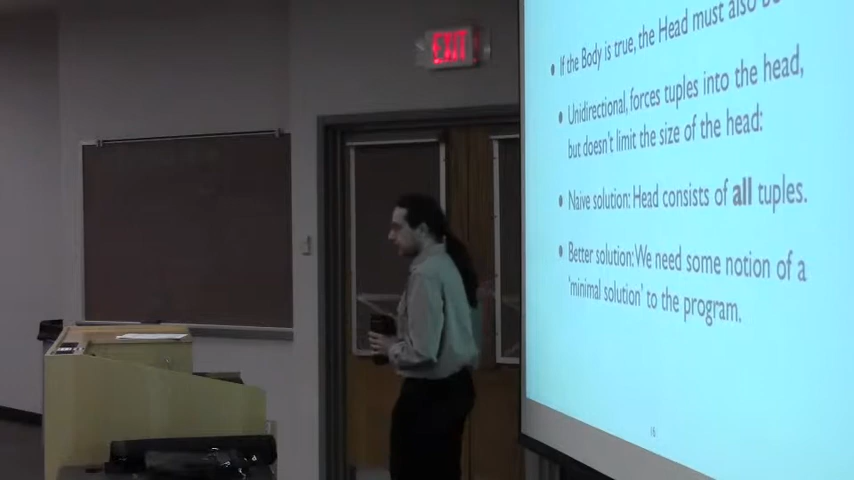 EXIT
• If the Body is true, the Head must also be
• Unidirectional, forces tuples into the head,
but doesn't limit the size of the head.
• Naive solution: Head consists of all tuples.
• Better solution: We need some notion of a
'minimal solution' to the program.